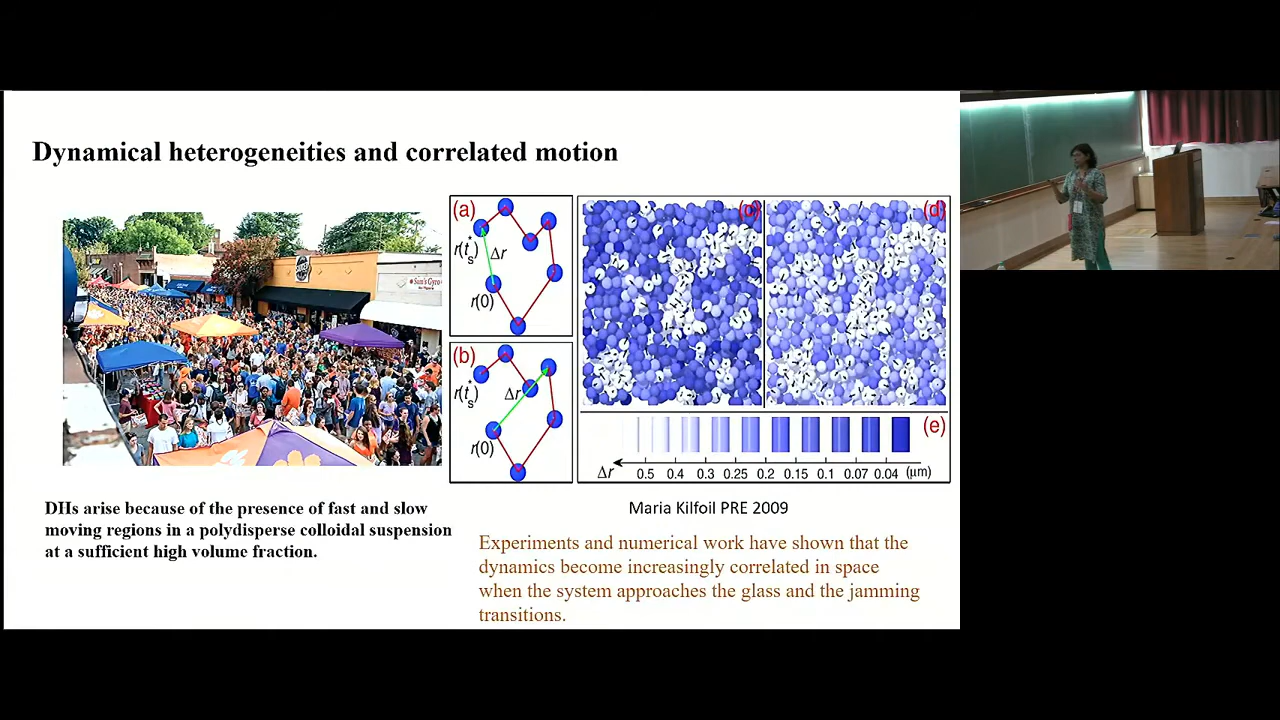 Dynamical heterogeneities and correlated motion
Sun's Gyro
(a)
r(t*s)
Δr
r(0)
(b)
r(t*s)
Δr
r(0)
(c)
(d)
(e)
Δr 0.5 0.4 0.3 0.25 0.2 0.15 0.1 0.07 0.04 (μm)
DHs arise because of the presence of fast and slow
moving regions in a polydisperse colloidal suspension
at a sufficient high volume fraction.
Maria Kilfoil PRE 2009
Experiments and numerical work have shown that the
dynamics become increasingly correlated in space
when the system approaches the glass and the jamming
transitions.